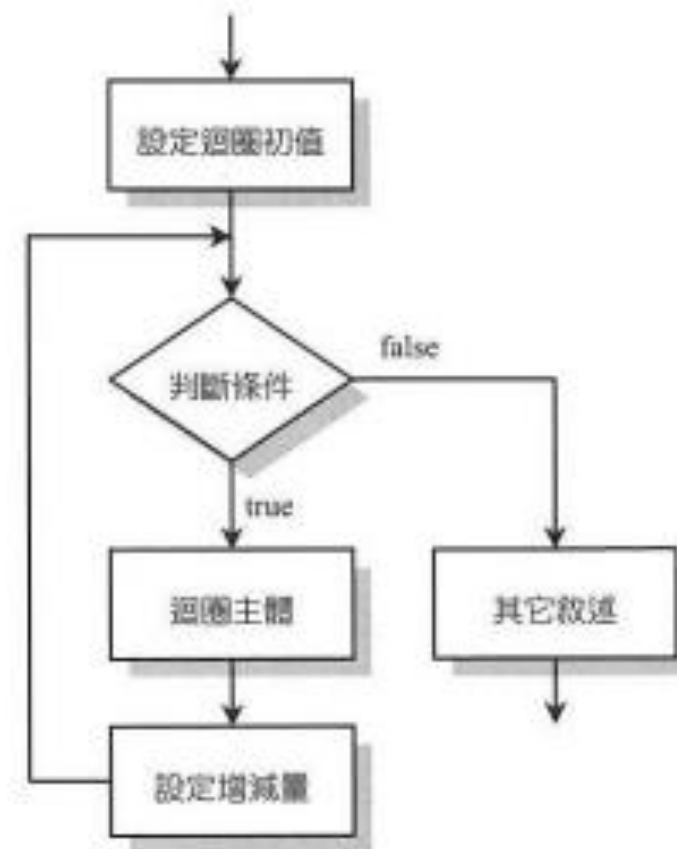 設定迴圈初值
判斷條件
false
true
迴圈主體
其它敘述
設定增減量